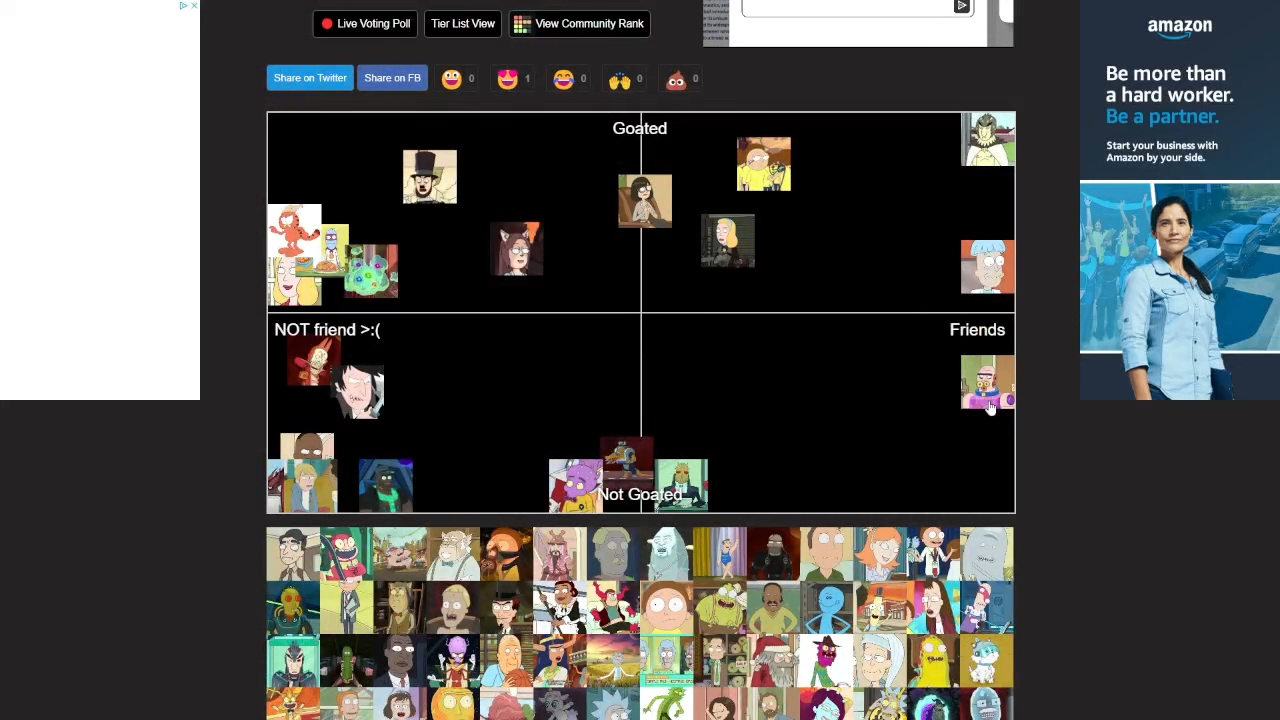 Live Voting Poll
Tier List View
View Community Rank
Share on Twitter
Share on FB
0
1
0
0
0
Goated
NOT friend >:(
Friends
Not Goated
amazon
Be more than
a hard worker.
Be a partner.
Start your business with
Amazon by your side.